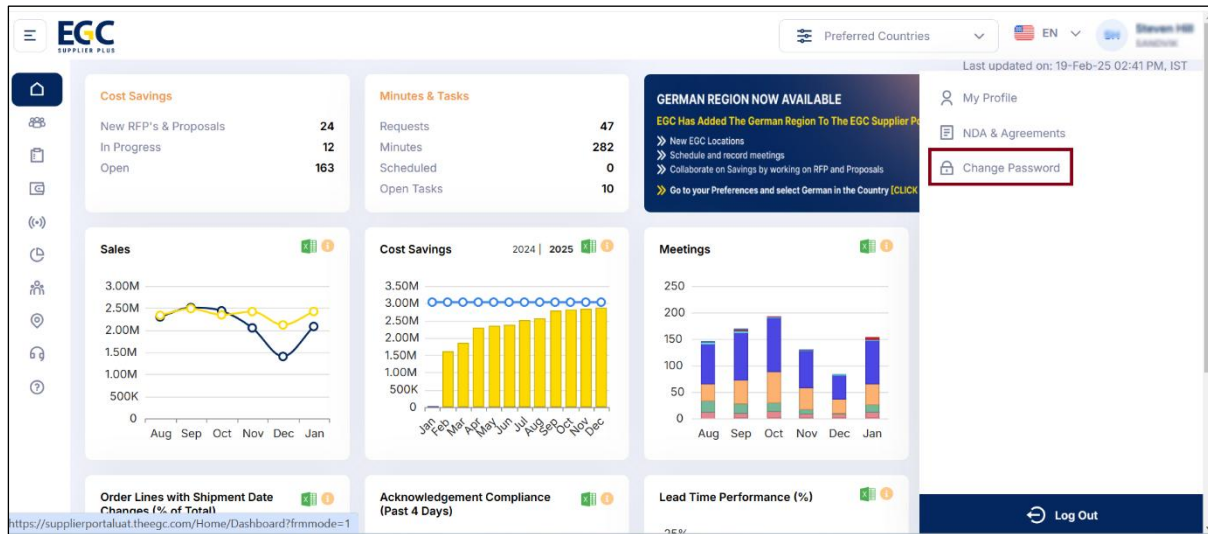 EGC
SUPPLIER PLUS
Preferred Countries
EN
SH
Steven Hill
SANDVIK
Last updated on: 19-Feb-25 02:41 PM, IST
Cost Savings
New RFP's & Proposals 24
In Progress 12
Open 163
Minutes & Tasks
Requests 47
Minutes 282
Scheduled 0
Open Tasks 10
GERMAN REGION NOW AVAILABLE
EGC Has Added The German Region To The EGC Supplier Po
New EGC Locations
Schedule and record meetings
Collaborate on Savings by working on RFP and Proposals
Go to your Preferences and select German in the Country [CLICK
My Profile
NDA & Agreements
Change Password
Sales
3.00M
2.50M
2.00M
1.50M
1.00M
500K
0
Aug Sep Oct Nov Dec Jan
Cost Savings 2024 | 2025
3.50M
3.00M
2.50M
2.00M
1.50M
1.00M
500K
0
Jan Feb Mar Apr May Jun Jul Aug Sep Oct Nov Dec
Meetings
250
200
150
100
50
0
Aug Sep Oct Nov Dec Jan
Order Lines with Shipment Date
Changes (% of Total)
Acknowledgement Compliance
(Past 4 Days)
Lead Time Performance (%)
25%
Log Out
https://supplierportaluat.theegc.com/Home/Dashboard?frmmode=1